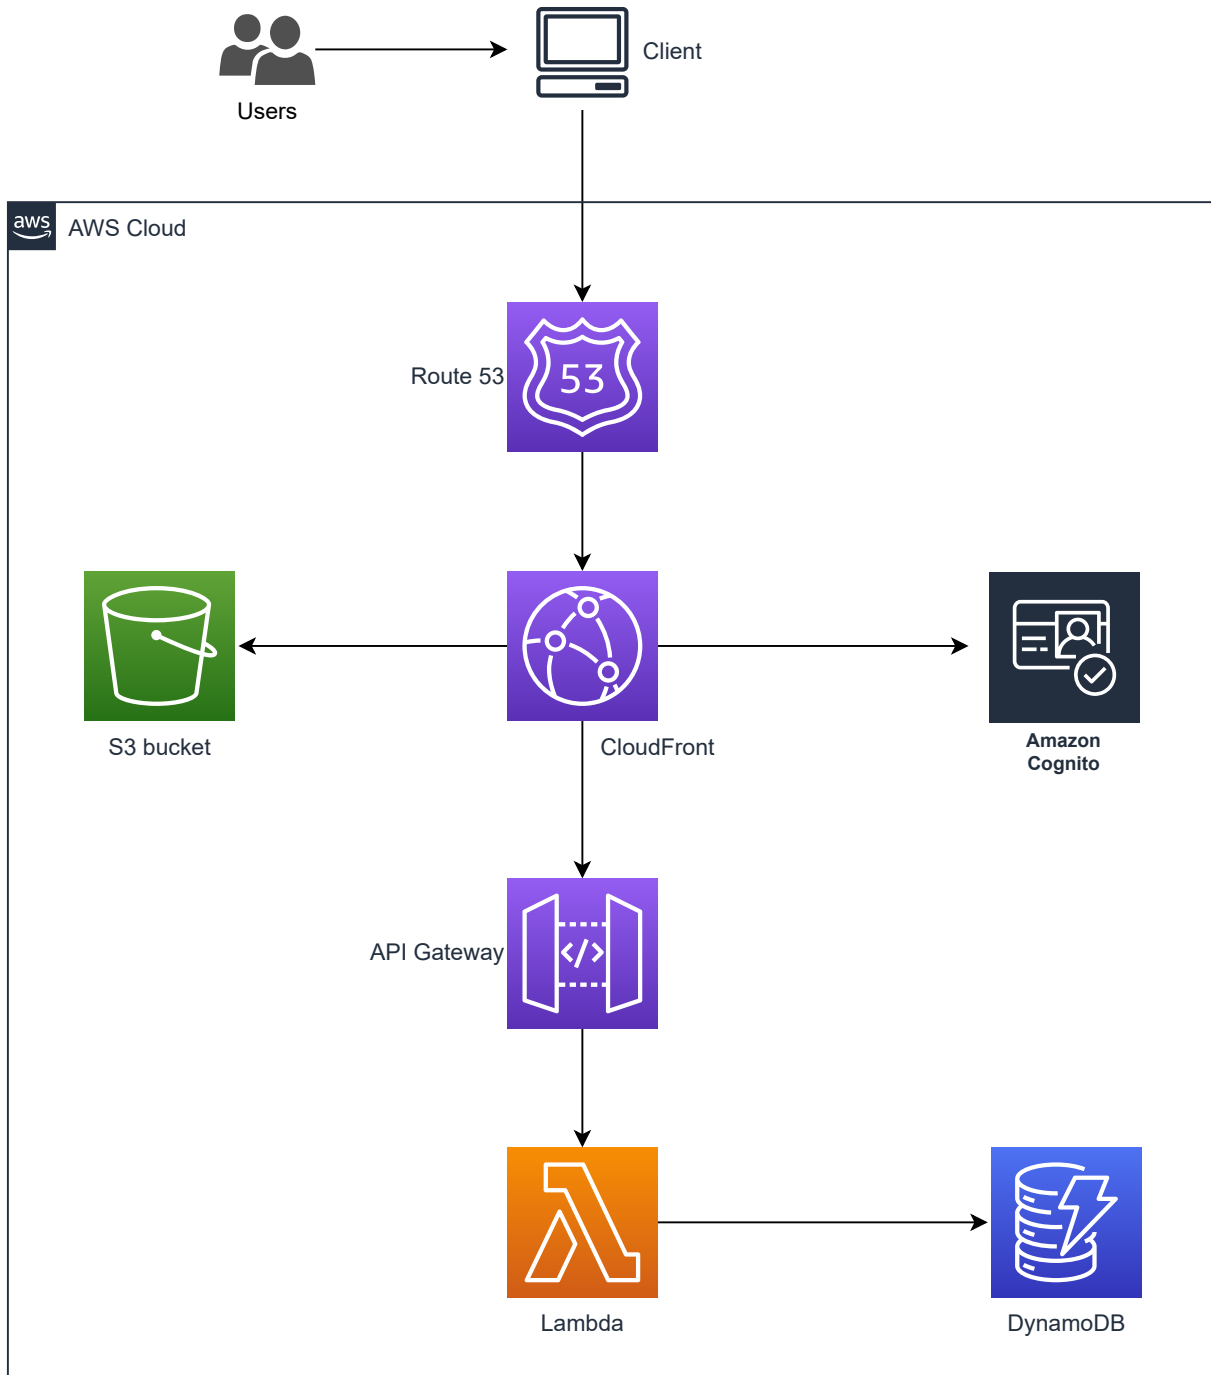 Client
Users
aws
AWS Cloud
Route 53
53
S3 bucket
CloudFront
Amazon
Cognito
API Gateway
</>
Lambda
DynamoDB